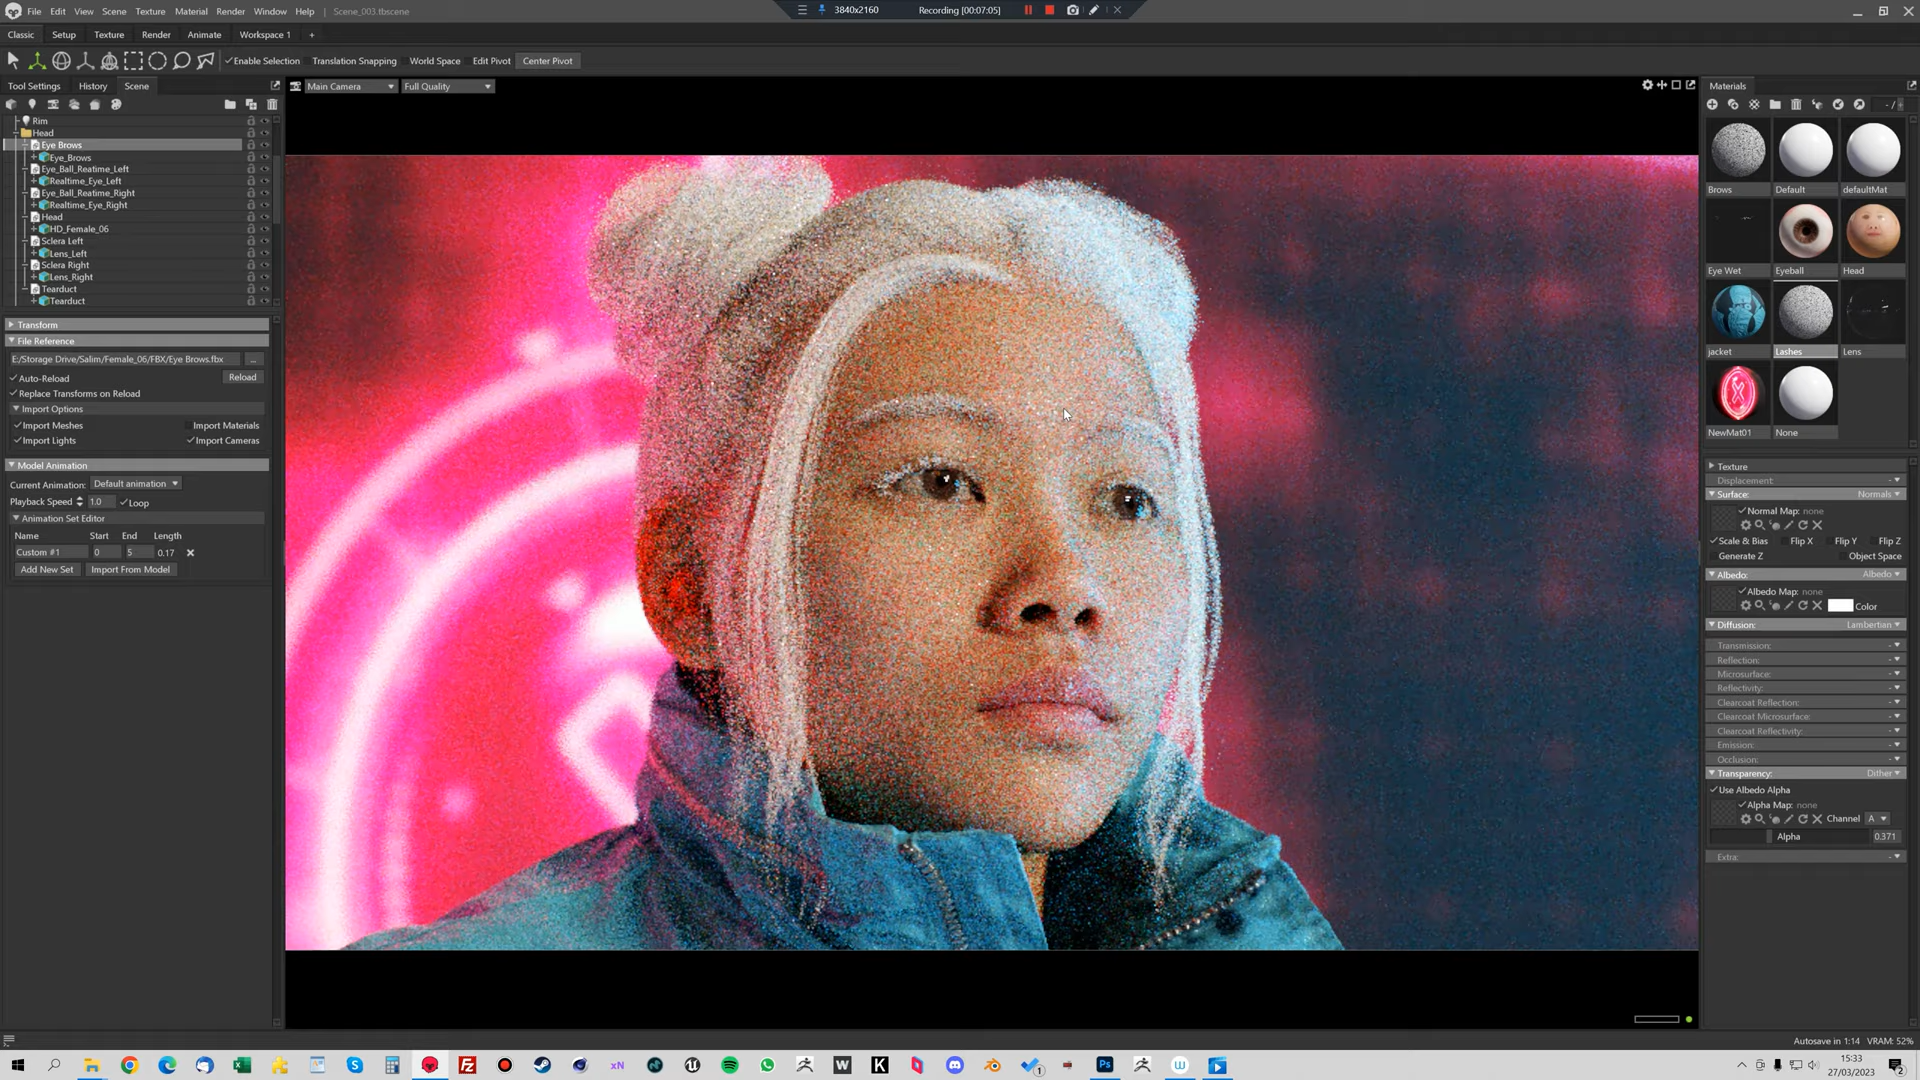 File Edit View Scene Texture Material Render Window Help Scene_003.tbscene
3840x2160 Recording [00:07:05]
Classic Setup Texture Render Animate Workspace 1 +
Enable Selection Translation Snapping World Space Edit Pivot Center Pivot
Tool Settings History Scene
Main Camera Full Quality
Materials
Rim
Head
Eye Brows
Eye_Brows
Eye_Ball_Reatime_Left
Realtime_Eye_Left
Eye_Ball_Reatime_Right
Realtime_Eye_Right
Head
HD_Female_06
Sclera Left
Lens_Left
Sclera Right
Lens_Right
Tearduct
Tearduct
Transform
File Reference
E:/Storage Drive/Salim/Female_06/FBX/Eye Brows.fbx ...
Auto-Reload Reload
Replace Transforms on Reload
Import Options
Import Meshes Import Materials
Import Lights Import Cameras
Model Animation
Current Animation: Default animation
Playback Speed 1.0 Loop
Animation Set Editor
Name Start End Length
Custom #1 0 5 0.17
Add New Set Import From Model
Brows Default defaultMat
Eye Wet Eyeball Head
jacket Lashes Lens
NewMat01 None
Texture
Displacement:
Surface: Normals
Normal Map: none
Scale & Bias Flip X Flip Y Flip Z
Generate Z Object Space
Albedo: Albedo
Albedo Map: none
Color
Diffusion: Lambertian
Transmission:
Reflection:
Microsurface:
Reflectivity:
Clearcoat Reflection:
Clearcoat Microsurface:
Clearcoat Reflectivity:
Emission:
Occlusion:
Transparency: Dither
Use Albedo Alpha
Alpha Map: none
Channel A
Alpha 0.371
Extra:
Autosave in 1:14 VRAM: 52%
15:33
27/03/2023